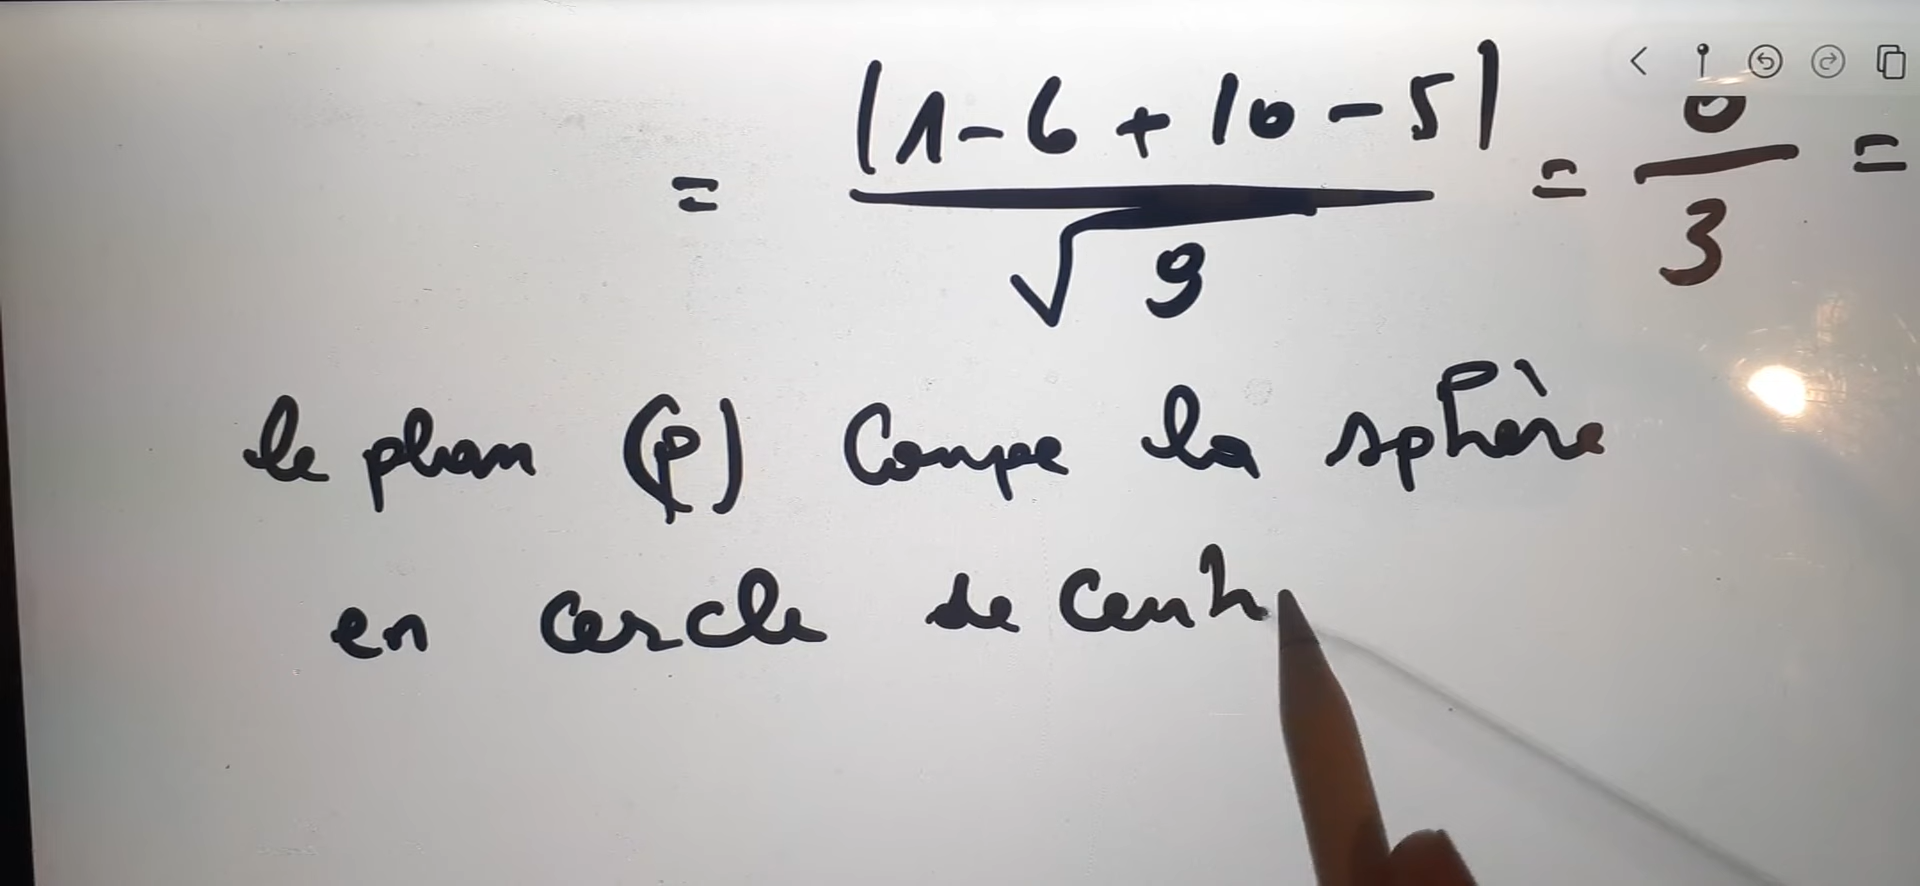 = |1 - 6 + 10 - 5| / √9 = 0 / 3 =
le plan (P) Coupe la sphère
en cercle de Centr